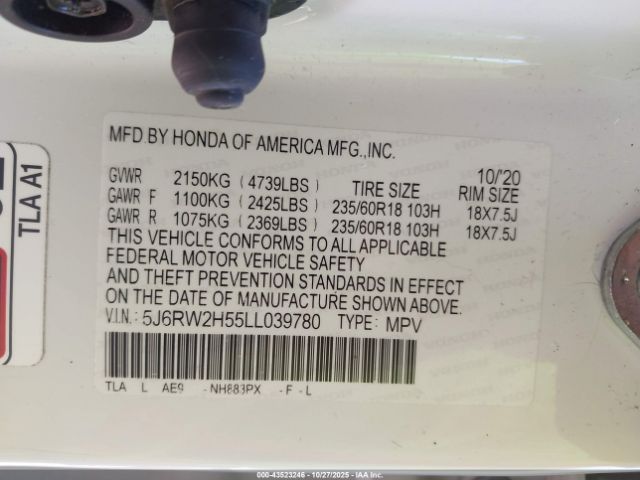 MFD.BY HONDA OF AMERICA MFG.,INC.
10/'20
GVWR 2150KG (4739LBS) TIRE SIZE RIM SIZE
GAWR F 1100KG (2425LBS) 235/60R18 103H 18X7.5J
GAWR R 1075KG (2369LBS) 235/60R18 103H 18X7.5J
THIS VEHICLE CONFORMS TO ALL APPLICABLE
FEDERAL MOTOR VEHICLE SAFETY
AND THEFT PREVENTION STANDARDS IN EFFECT
ON THE DATE OF MANUFACTURE SHOWN ABOVE.
V.I.N.: 5J6RW2H55LL039780 TYPE: MPV
TLA L AE9 -NH883PX -F -L
TLA A1
000-43523246 - 10/27/2025 - IAA Inc.